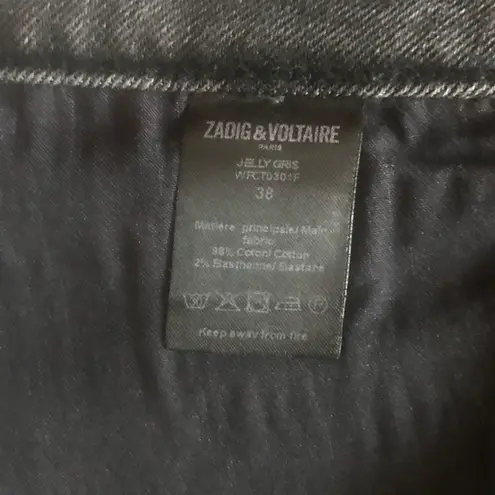 ZADIG & VOLTAIRE
PARIS
JELLY GRIS
WFCT0301F
38
Matière principale/ Main
fabric
98% Coton/ Cotton
2% Elasthanne/ Elastane
Keep away from fire